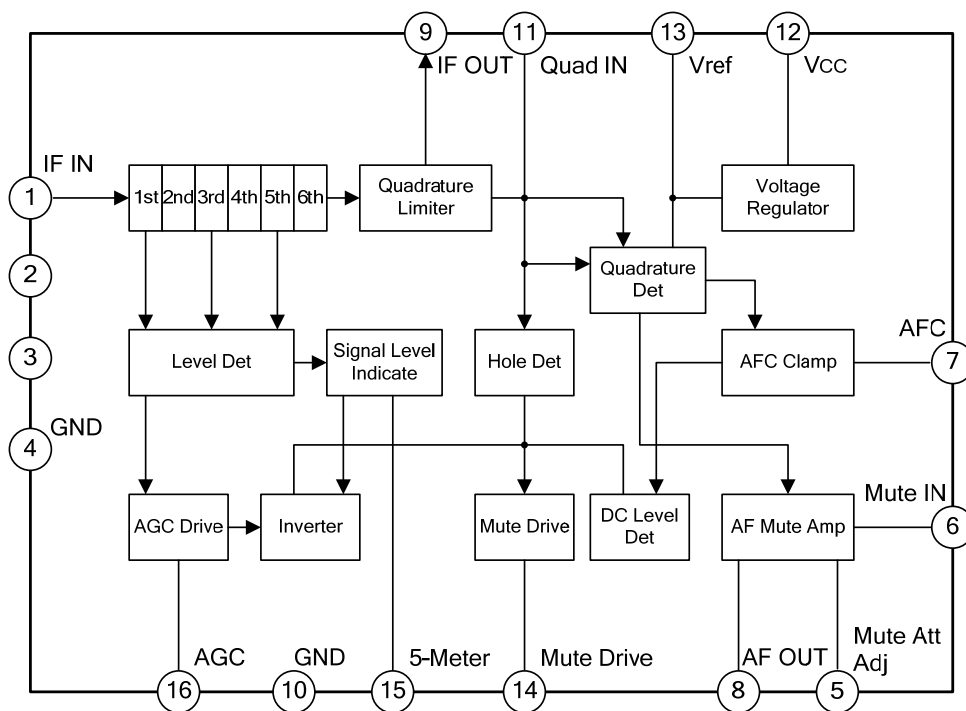 9
11
13
12
IF OUT
Quad IN
Vref
VCC
IF IN
1
1st
2nd
3rd
4th
5th
6th
Quadrature
Limiter
Voltage
Regulator
2
Quadrature
Det
3
Level Det
Signal Level
Indicate
Hole Det
AFC Clamp
AFC
7
GND
4
AGC Drive
Inverter
Mute Drive
DC Level
Det
AF Mute Amp
Mute IN
6
AGC
GND
5-Meter
Mute Drive
AF OUT
Mute Att
Adj
16
10
15
14
8
5